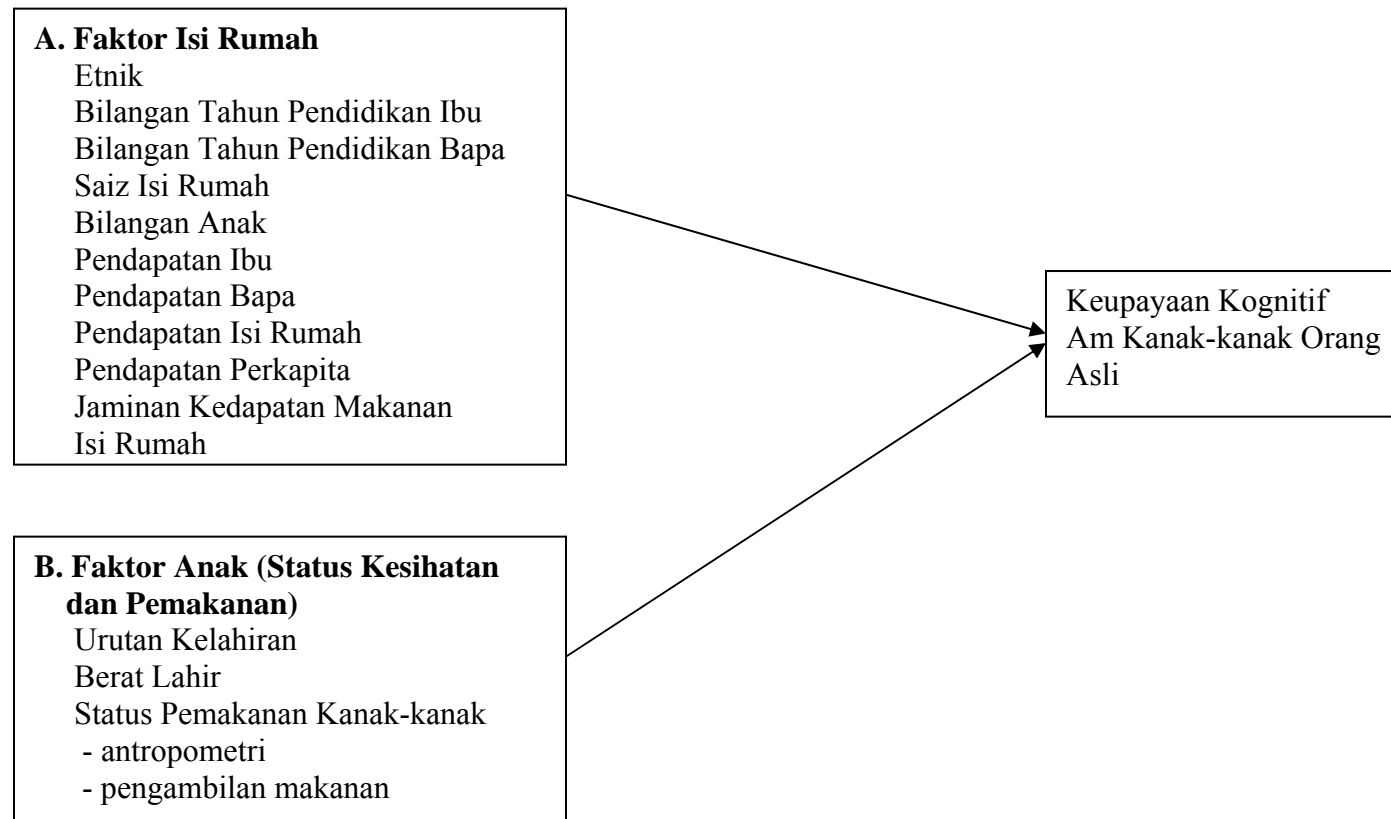 A. Faktor Isi Rumah
Etnik
Bilangan Tahun Pendidikan Ibu
Bilangan Tahun Pendidikan Bapa
Saiz Isi Rumah
Bilangan Anak
Pendapatan Ibu
Pendapatan Bapa
Pendapatan Isi Rumah
Pendapatan Perkapita
Jaminan Kedapatan Makanan
Isi Rumah
Keupayaan Kognitif
Am Kanak-kanak Orang
Asli
B. Faktor Anak (Status Kesihatan
dan Pemakanan)
Urutan Kelahiran
Berat Lahir
Status Pemakanan Kanak-kanak
- antropometri
- pengambilan makanan